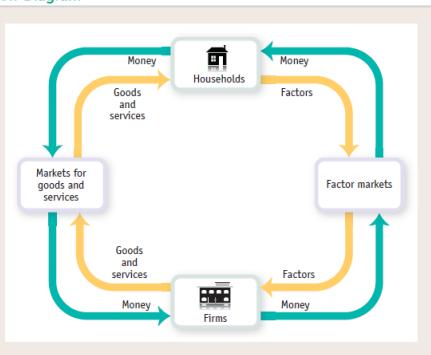 Diagram
Money
Households
Money
Goods
and
services
Factors
Markets for
goods and
services
Factor markets
Goods
and
services
Factors
Money
Firms
Money